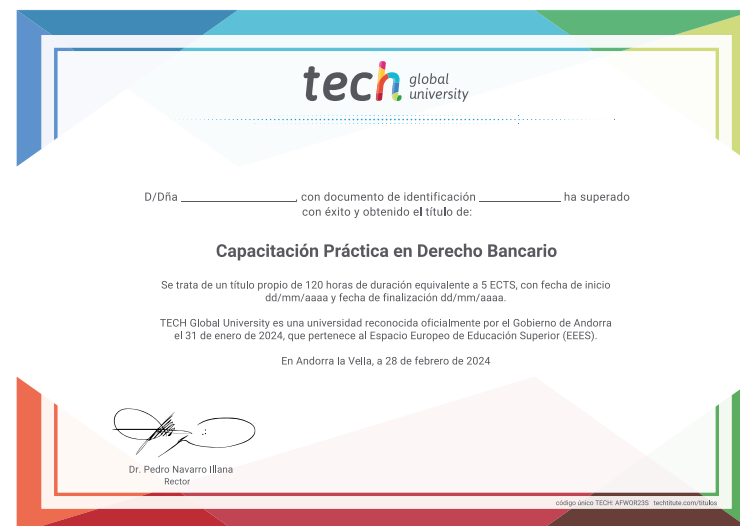 tech global university
D/Dña ______________, con documento de identificación ______________ ha superado
con éxito y obtenido el título de:
Capacitación Práctica en Derecho Bancario
Se trata de un título propio de 120 horas de duración equivalente a 5 ECTS, con fecha de inicio
dd/mm/aaaa y fecha de finalización dd/mm/aaaa.
TECH Global University es una universidad reconocida oficialmente por el Gobierno de Andorra
el 31 de enero de 2024, que pertenece al Espacio Europeo de Educación Superior (EEES).
En Andorra la Vella, a 28 de febrero de 2024
Dr. Pedro Navarro Illana
Rector
código único TECH: AFWOR23S techtitute.com/titulos